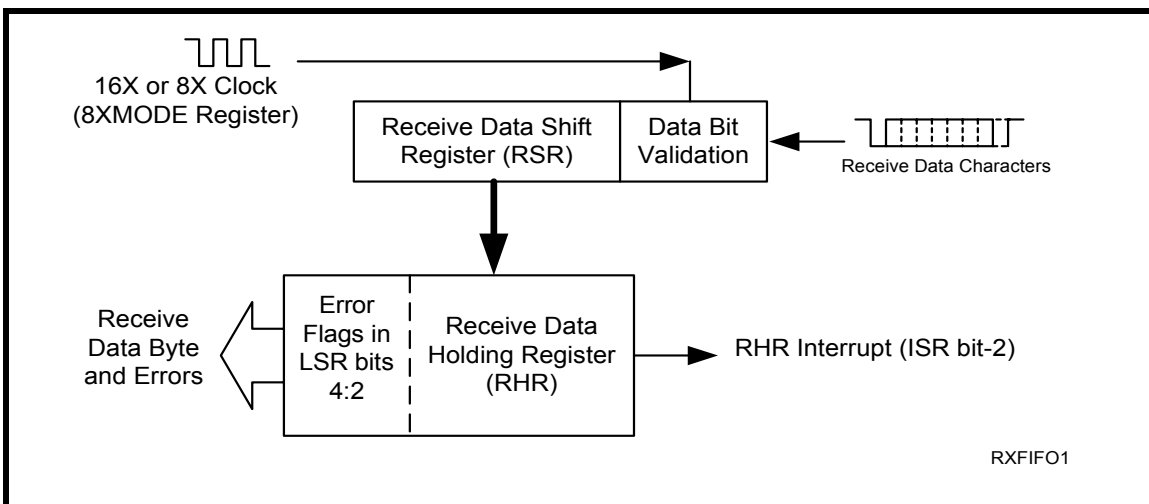 16X or 8X Clock
(8XMODE Register)
Receive Data Shift
Register (RSR)
Data Bit
Validation
Receive Data Characters
Receive
Data Byte
and Errors
Error
Flags in
LSR bits
4:2
Receive Data
Holding Register
(RHR)
RHR Interrupt (ISR bit-2)
RXFIFO1